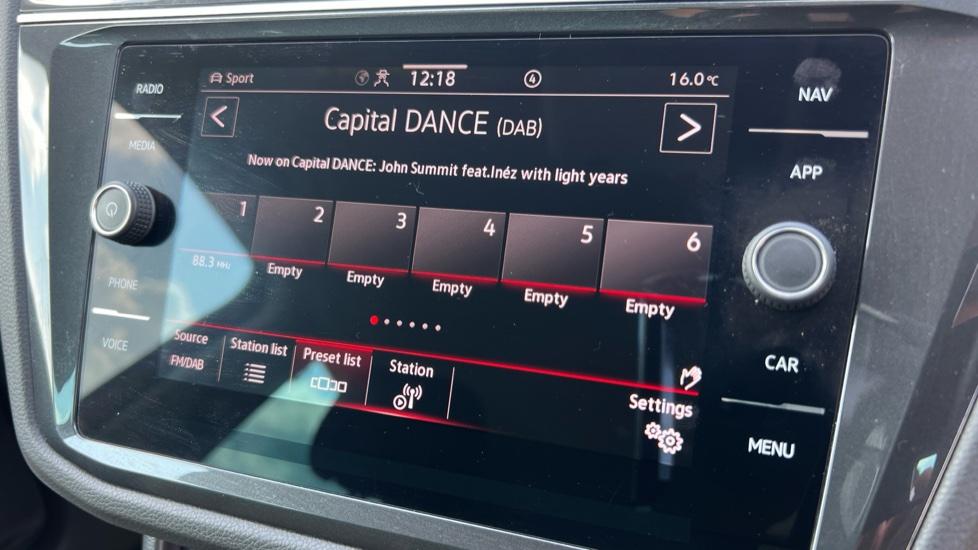 Sport 12:18 4 16.0°C
Capital DANCE (DAB)
Now on Capital DANCE: John Summit feat.Inéz with light years
1 2 3 4 5 6
88.3 MHz Empty Empty Empty Empty Empty
Source Station list Preset list Station Settings
FM/DAB
RADIO
MEDIA
PHONE
VOICE
NAV
APP
CAR
MENU